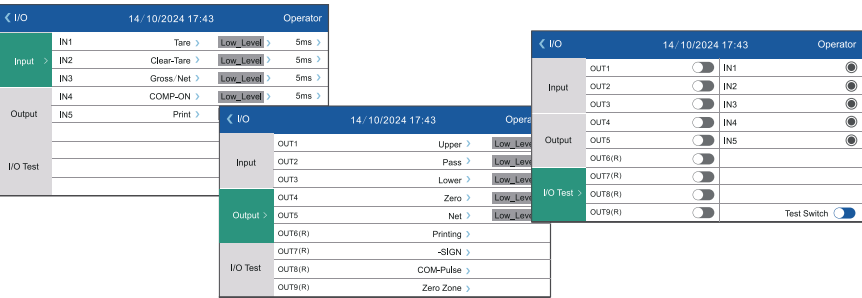 I/O 14/10/2024 17:43 Operator
Input
Output
I/O Test
IN1 Tare Low_Level 5ms
IN2 Clear-Tare Low_Level 5ms
IN3 Gross/Net Low_Level 5ms
IN4 COMP-ON Low_Level 5ms
IN5 Print
I/O 14/10/2024 17:43
Input
Output
I/O Test
OUT1 Upper
OUT2 Pass
OUT3 Lower
OUT4 Zero
OUT5 Net
OUT6(R) Printing
OUT7(R) -SIGN
OUT8(R) COM-Pulse
OUT9(R) Zero Zone
I/O 14/10/2024 17:43 Operator
Input
Output
I/O Test
OUT1 IN1
OUT2 IN2
OUT3 IN3
OUT4 IN4
OUT5 IN5
OUT6(R)
OUT7(R)
OUT8(R)
OUT9(R) Test Switch